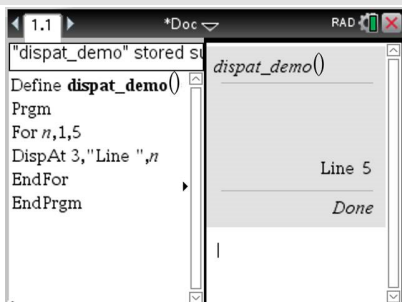 1.1
*Doc
RAD
"dispat_demo" stored su
Define dispat_demo()
Prgm
For n,1,5
DispAt 3,"Line ",n
EndFor
EndPrgm
dispat_demo()
Line 5
Done